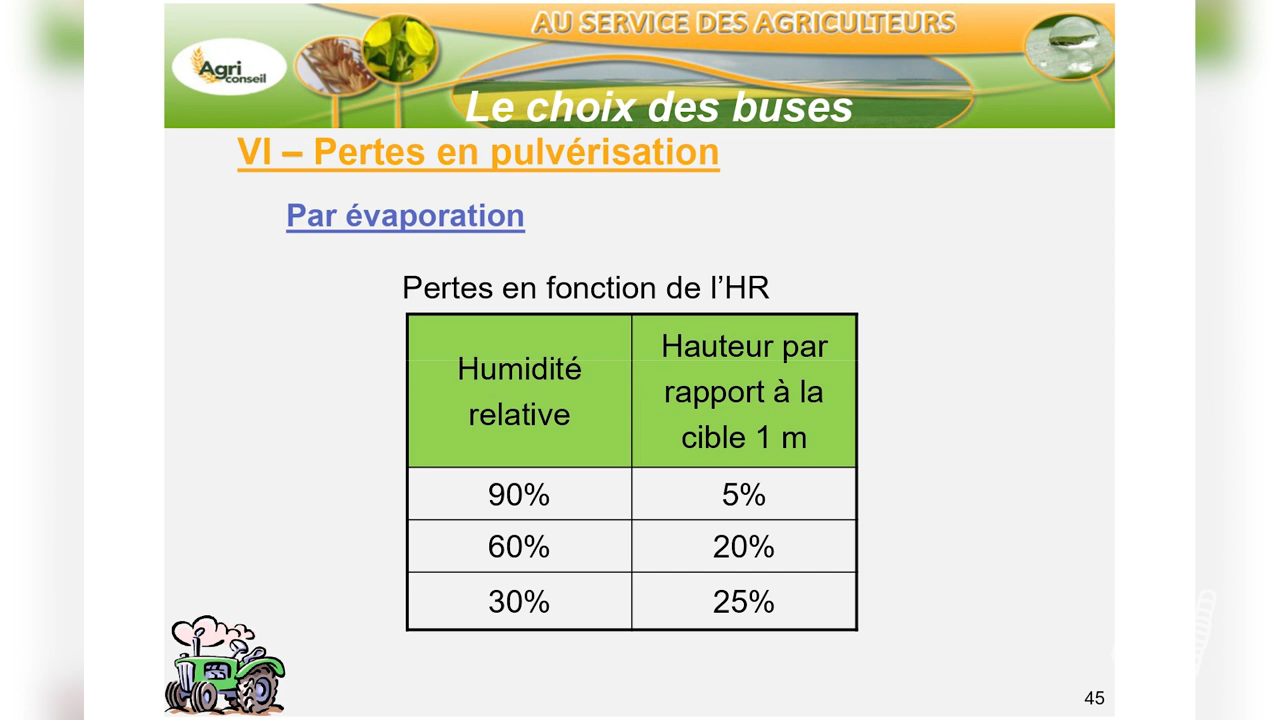 AU SERVICE DES AGRICULTEURS
Agri
conseil
Le choix des buses
VI – Pertes en pulvérisation
Par évaporation
Pertes en fonction de l’HR
Humidité
relative
Hauteur par
rapport à la
cible 1 m
90% 5%
60% 20%
30% 25%
45